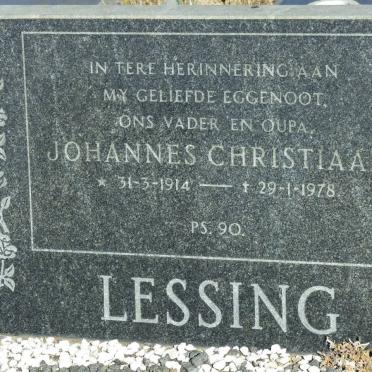 IN TERE HERINNERING AAN
MY GELIEFDE EGGENOOT,
ONS VADER EN OUPA,
JOHANNES CHRISTIAA
* 31-3-1914 — † 29-1-1978.
PS. 90.
LESSING